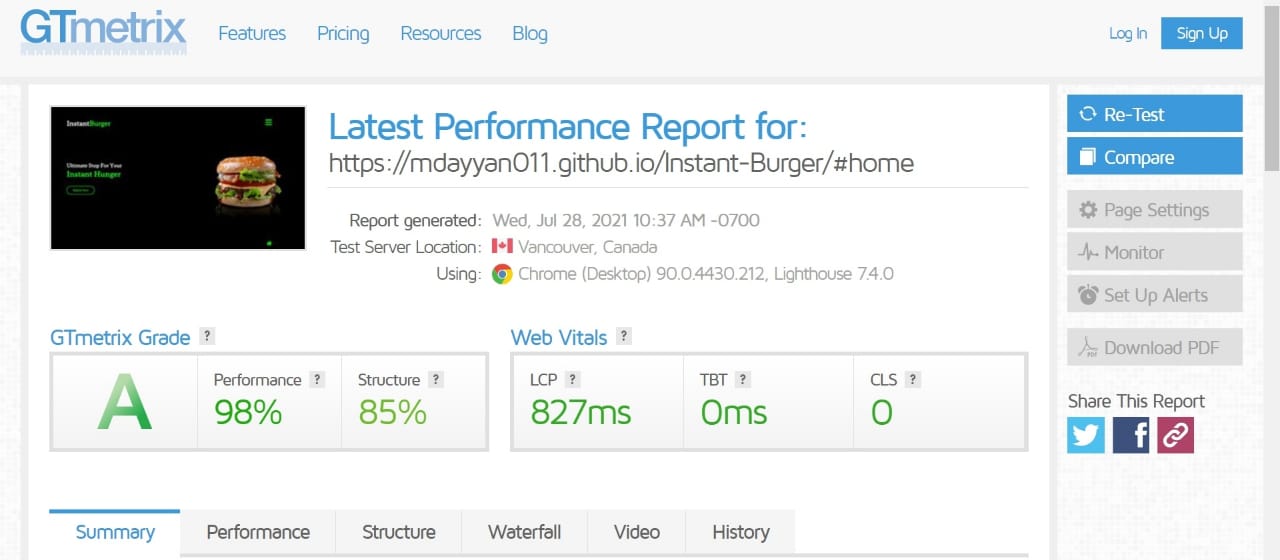 GTmetrix
Features Pricing Resources Blog
Log In Sign Up
InstantBurger
Ultimate Stop For Your
Instant Hunger
Latest Performance Report for:
https://mdayyan011.github.io/Instant-Burger/#home
Report generated: Wed, Jul 28, 2021 10:37 AM -0700
Test Server Location: Vancouver, Canada
Using: Chrome (Desktop) 90.0.4430.212, Lighthouse 7.4.0
Re-Test
Compare
Page Settings
Monitor
Set Up Alerts
Download PDF
PDF
Share This Report
GTmetrix Grade ?
A
Performance ?
98%
Structure ?
85%
Web Vitals ?
LCP ?
827ms
TBT ?
0ms
CLS ?
0
Summary Performance Structure Waterfall Video History